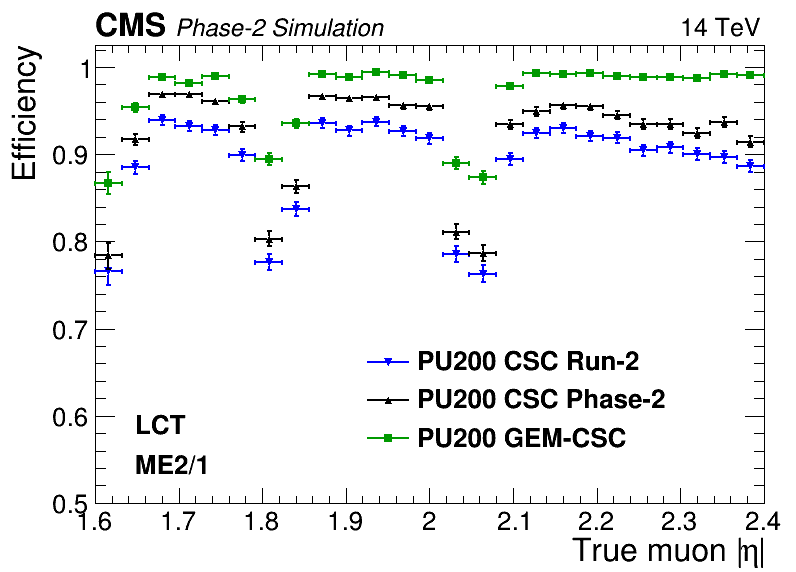 CMS Phase-2 Simulation 14 TeV
Efficiency
1
0.9
0.8
0.7
0.6
0.5
PU200 CSC Run-2
PU200 CSC Phase-2
PU200 GEM-CSC
LCT
ME2/1
1.6 1.7 1.8 1.9 2 2.1 2.2 2.3 2.4
True muon |η|